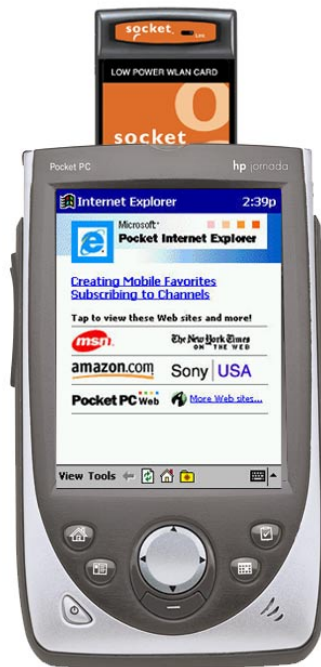 socket.
Link
LOW POWER WLAN CARD
socket
Pocket PC
hp jornada
Internet Explorer 2:39p
Microsoft®
Pocket Internet Explorer
Creating Mobile Favorites
Subscribing to Channels
Tap to view these Web sites and more!
msn.
The New York Times
ON THE WEB
amazon.com
Sony | USA
Pocket PC Web
More Web sites...
View Tools